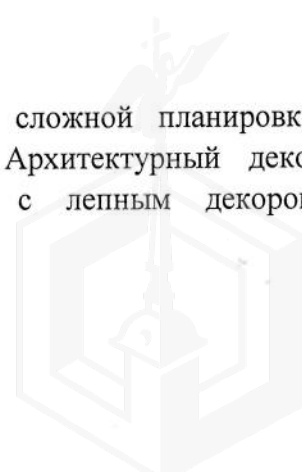 сложной планировк
Архитектурный деко
с лепным декоро